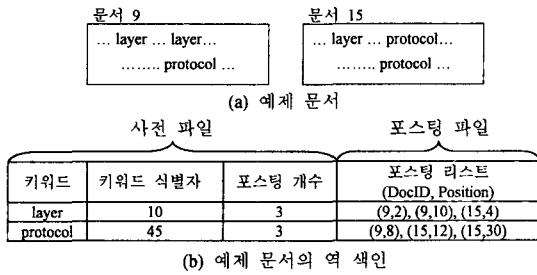 문서 9
문서 15
… layer … layer…
…….. protocol …
… layer … protocol…
…….. protocol …
(a) 예제 문서
사전 파일
포스팅 파일
키워드
키워드 식별자
포스팅 개수
포스팅 리스트
(DocID, Position)
layer
10
3
(9,2), (9,10), (15,4)
protocol
45
3
(9,8), (15,12), (15,30)
(b) 예제 문서의 역 색인